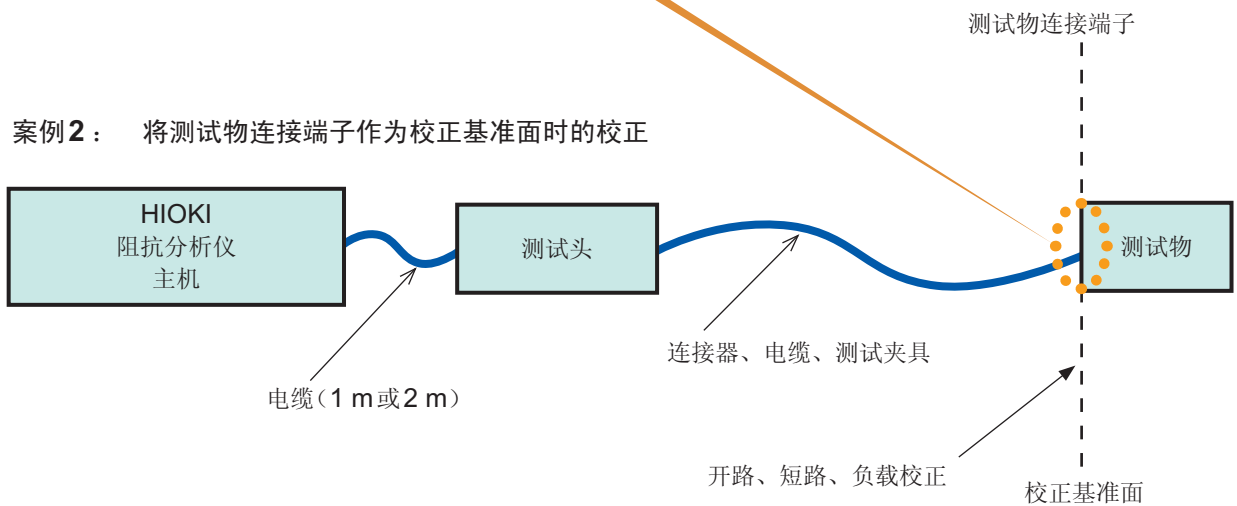 测试物连接端子
案例2： 将测试物连接端子作为校正基准面时的校正
HIOKI
阻抗分析仪
主机
测试头
测试物
连接器、电缆、测试夹具
电缆（1 m或2 m）
开路、短路、负载校正
校正基准面